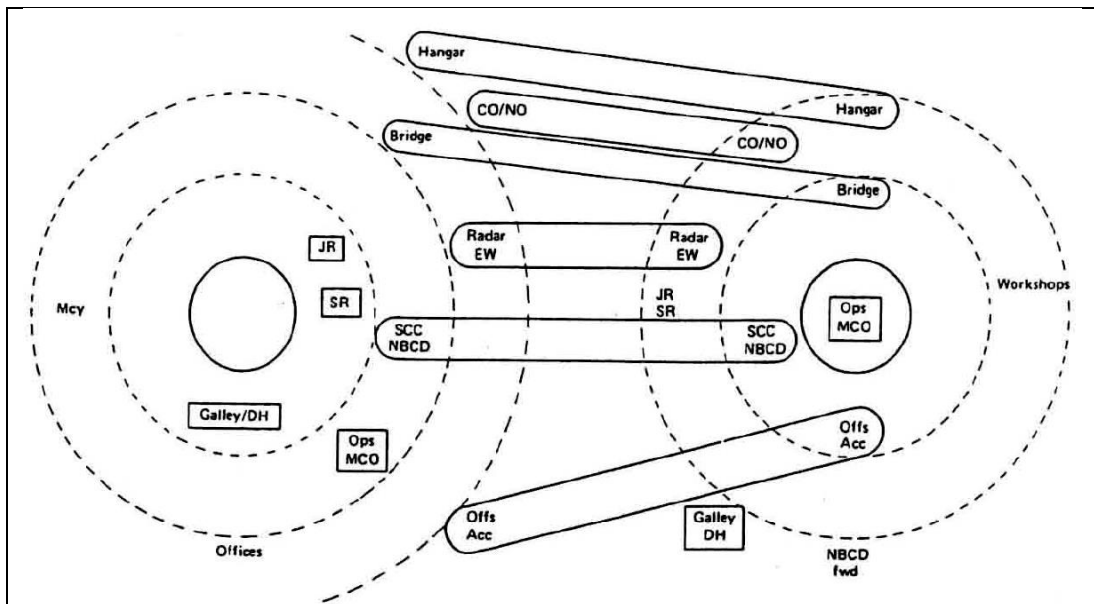 Hangar
Hangar
CO/NO
CO/NO
Bridge
Bridge
JR
Radar
EW
Radar
EW
Mcy
SR
JR
SR
Ops
MCO
Workshops
SCC
NBCD
SCC
NBCD
Galley/DH
Ops
MCO
Offs
Acc
Offs
Acc
Galley
DH
Offices
NBCD
fwd